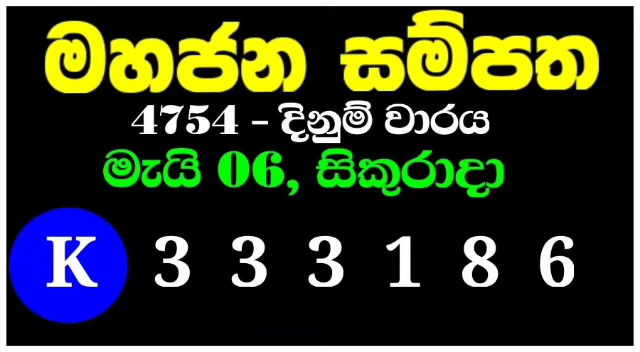 මහජන සම්පත
4754 - දිනුම් වාරය
මැයි 06, සිකුරාදා
K 3 3 3 1 8 6